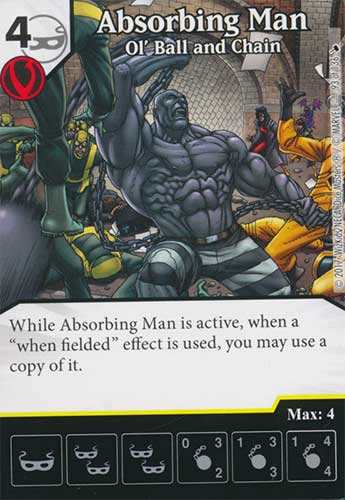 4
Absorbing Man
Ol' Ball and Chain
While Absorbing Man is active, when a
“when fielded” effect is used, you may use a
copy of it.
Max: 4
0 3
2
1 3
3
1 4
4